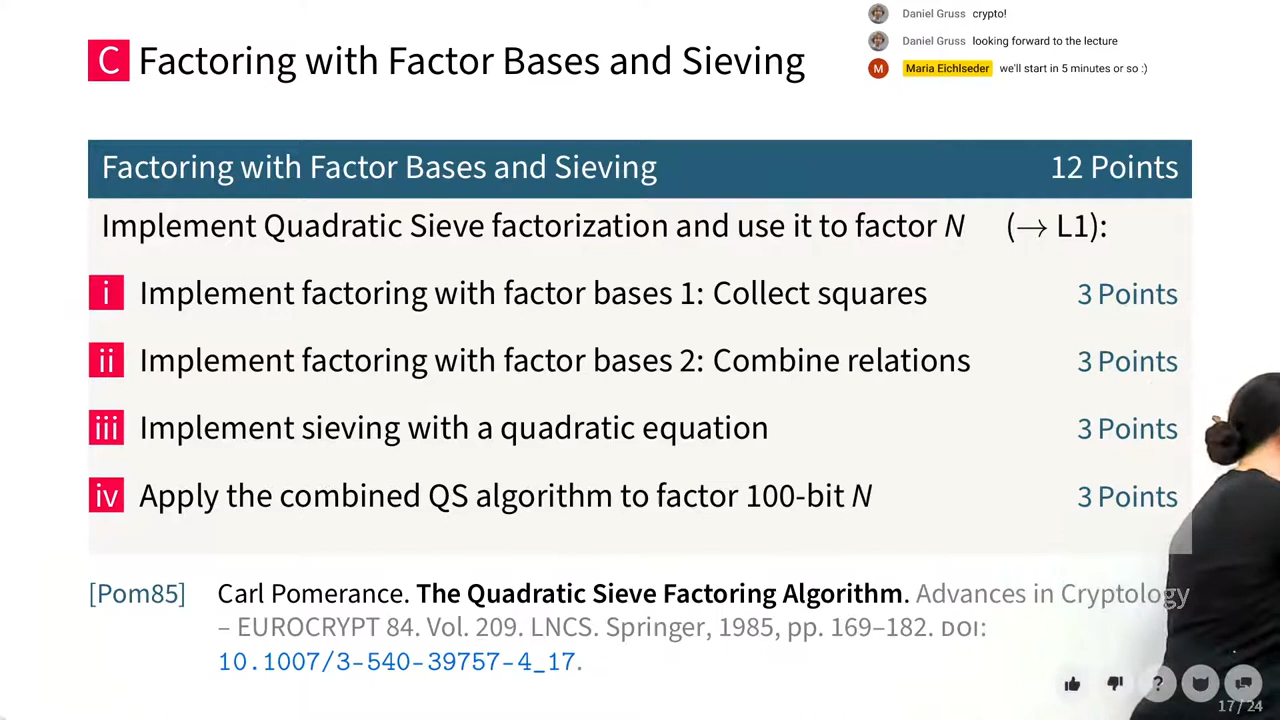 Daniel Gruss crypto!
Daniel Gruss looking forward to the lecture
M Maria Eichlseder we'll start in 5 minutes or so :)
C Factoring with Factor Bases and Sieving
Factoring with Factor Bases and Sieving 12 Points
Implement Quadratic Sieve factorization and use it to factor N (→ L1):
i Implement factoring with factor bases 1: Collect squares 3 Points
ii Implement factoring with factor bases 2: Combine relations 3 Points
iii Implement sieving with a quadratic equation 3 Points
iv Apply the combined QS algorithm to factor 100-bit N 3 Points
[Pom85] Carl Pomerance. The Quadratic Sieve Factoring Algorithm. Advances in Cryptology
– EUROCRYPT 84. Vol. 209. LNCS. Springer, 1985, pp. 169–182. DOI:
10.1007/3-540-39757-4_17.
?
17/24